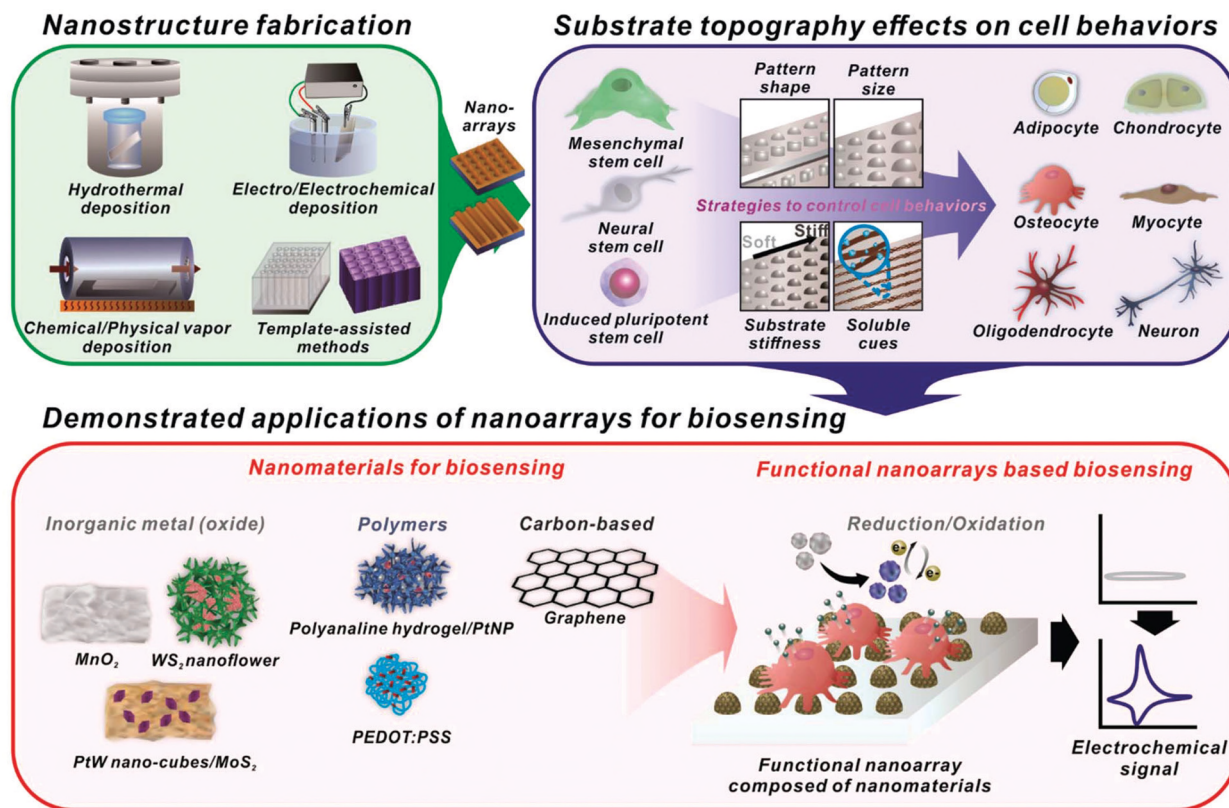 Nanostructure fabrication
Hydrothermal
deposition
Electro/Electrochemical
deposition
Chemical/Physical vapor
deposition
Template-assisted
methods
Nano-
arrays
Substrate topography effects on cell behaviors
Mesenchymal
stem cell
Neural
stem cell
Induced pluripotent
stem cell
Pattern
shape
Pattern
size
Strategies to control cell behaviors
Soft
Stiff
Substrate
stiffness
Soluble
cues
Adipocyte
Chondrocyte
Osteocyte
Myocyte
Oligodendrocyte
Neuron
Demonstrated applications of nanoarrays for biosensing
Nanomaterials for biosensing
Inorganic metal (oxide)
MnO₂
WS₂ nanoflower
PtW nano-cubes/MoS₂
Polymers
Polyanaline hydrogel/PtNP
PEDOT:PSS
Carbon-based
Graphene
Functional nanoarrays based biosensing
Reduction/Oxidation
e-
e-
Functional nanoarray
composed of nanomaterials
Electrochemical
signal